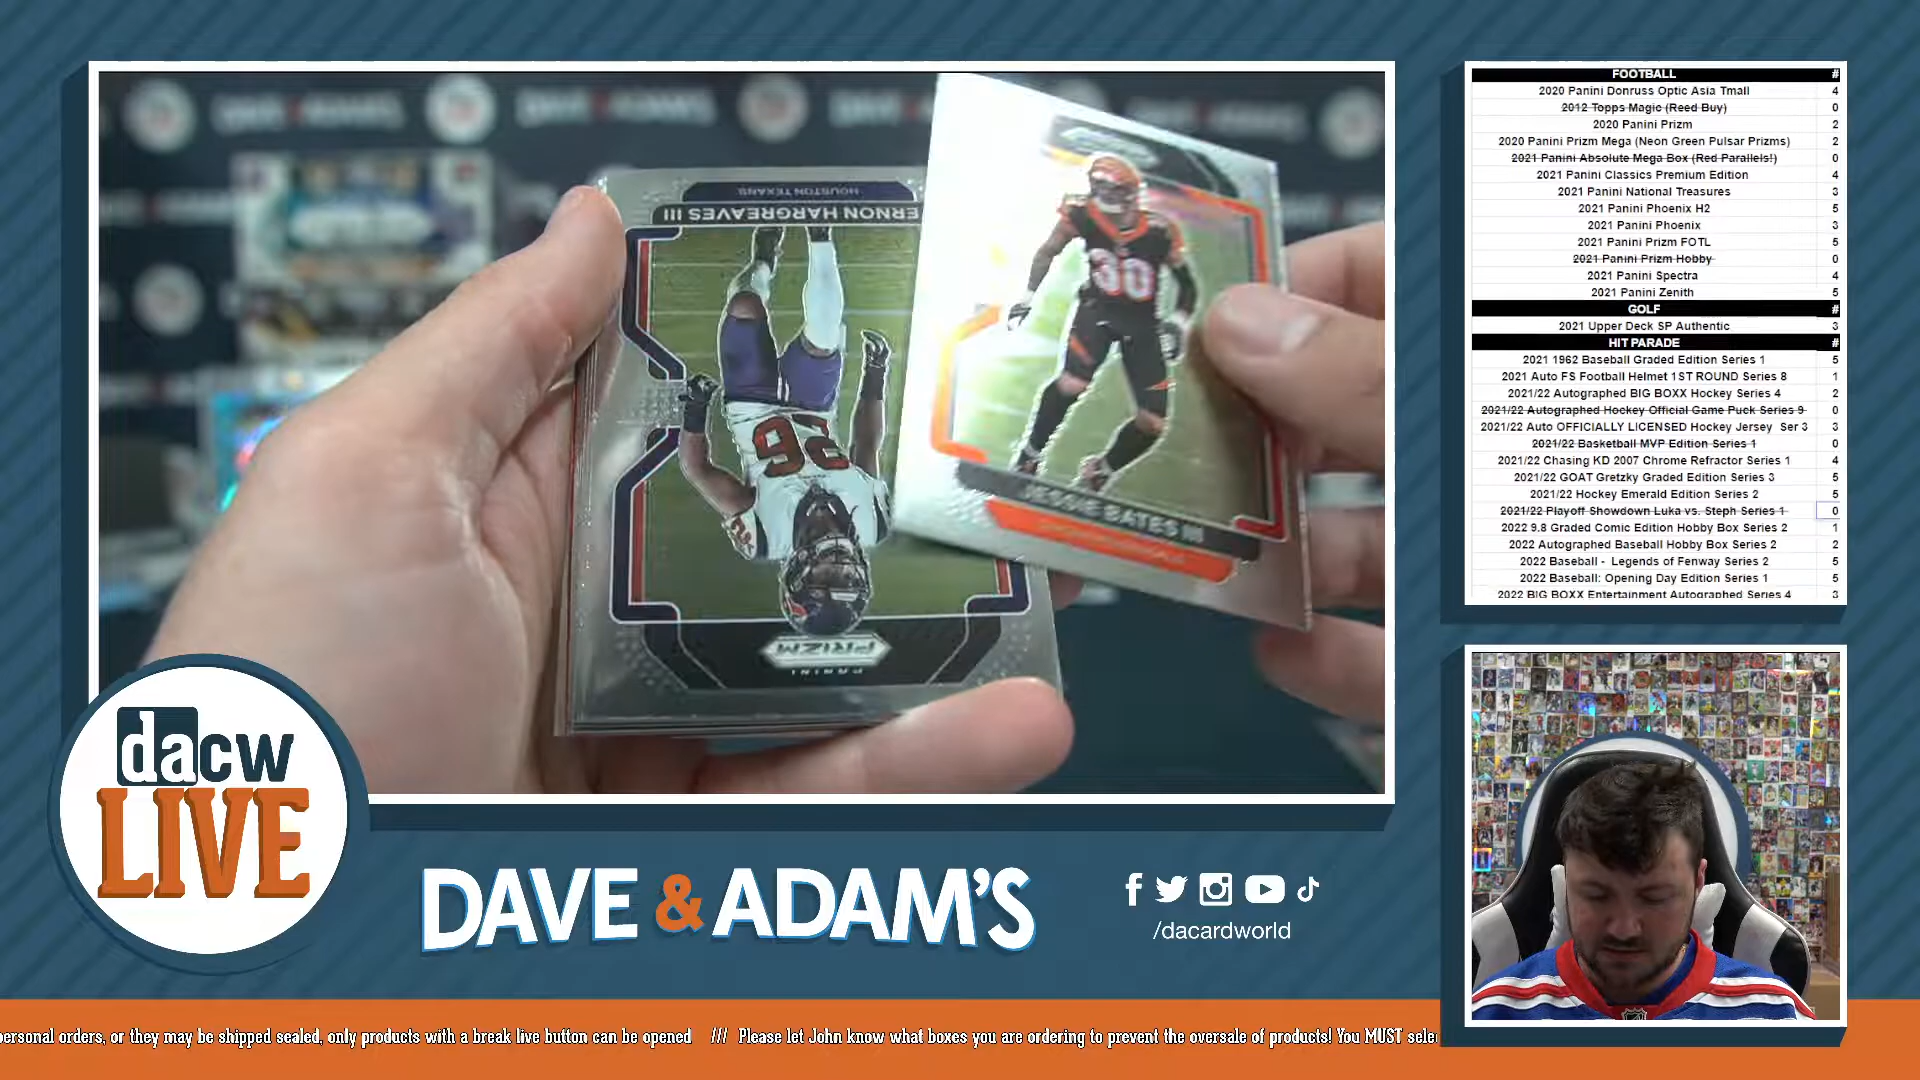 DAVE & ADAM'S
HOUSTON TEXANS
ERNON HARGREAVES III
26
PRIZM
PANINI
30
JESSIE BATES III
FOOTBALL #
2020 Panini Donruss Optic Asia Tmall 4
2012 Topps Magic (Reed Buy) 0
2020 Panini Prizm 2
2020 Panini Prizm Mega (Neon Green Pulsar Prizms) 2
2021 Panini Absolute Mega Box (Red Parallels!) 0
2021 Panini Classics Premium Edition 4
2021 Panini National Treasures 3
2021 Panini Phoenix H2 5
2021 Panini Phoenix 3
2021 Panini Prizm FOTL 5
2021 Panini Prizm Hobby 0
2021 Panini Spectra 4
2021 Panini Zenith 5
GOLF #
2021 Upper Deck SP Authentic 3
HIT PARADE #
2021 1962 Baseball Graded Edition Series 1 5
2021 Auto FS Football Helmet 1ST ROUND Series 8 1
2021/22 Autographed BIG BOXX Hockey Series 4 2
2021/22 Autographed Hockey Official Game Puck Series 9 0
2021/22 Auto OFFICIALLY LICENSED Hockey Jersey Ser 3 3
2021/22 Basketball MVP Edition Series 1 0
2021/22 Chasing KD 2007 Chrome Refractor Series 1 4
2021/22 GOAT Gretzky Graded Edition Series 3 5
2021/22 Hockey Emerald Edition Series 2 5
2021/22 Playoff Showdown Luka vs. Steph Series 1 0
2022 9.8 Graded Comic Edition Hobby Box Series 2 1
2022 Autographed Baseball Hobby Box Series 2 2
2022 Baseball - Legends of Fenway Series 2 5
2022 Baseball: Opening Day Edition Series 1 5
2022 BIG BOXX Entertainment Autographed Series 4 3
dacw
LIVE
DAVE & ADAM'S
/dacardworld
personal orders, or they may be shipped sealed, only products with a break live button can be opened /// Please let John know what boxes you are ordering to prevent the oversale of products! You MUST sele